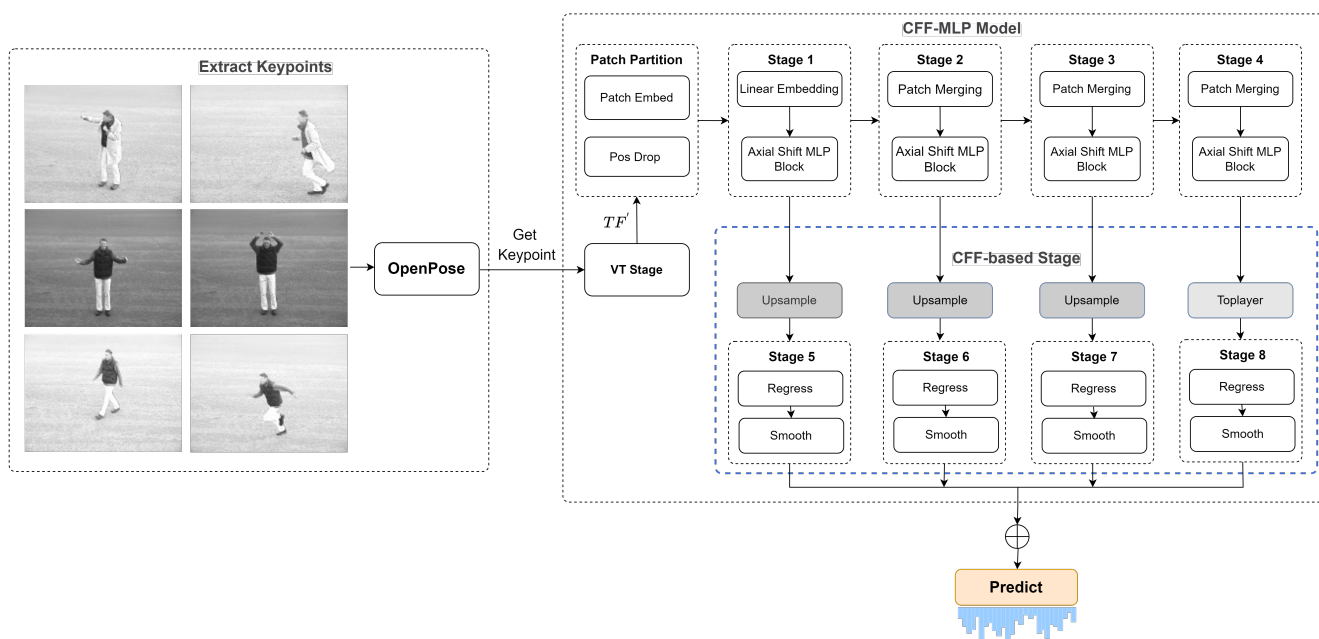 Extract Keypoints
OpenPose
Get
Keypoint
CFF-MLP Model
Patch Partition
Patch Embed
Pos Drop
TF'
VT Stage
Stage 1
Linear Embedding
Axial Shift MLP
Block
Stage 2
Patch Merging
Axial Shift MLP
Block
Stage 3
Patch Merging
Axial Shift MLP
Block
Stage 4
Patch Merging
Axial Shift MLP
Block
CFF-based Stage
Upsample
Upsample
Upsample
Toplayer
Stage 5
Regress
Smooth
Stage 6
Regress
Smooth
Stage 7
Regress
Smooth
Stage 8
Regress
Smooth
Predict